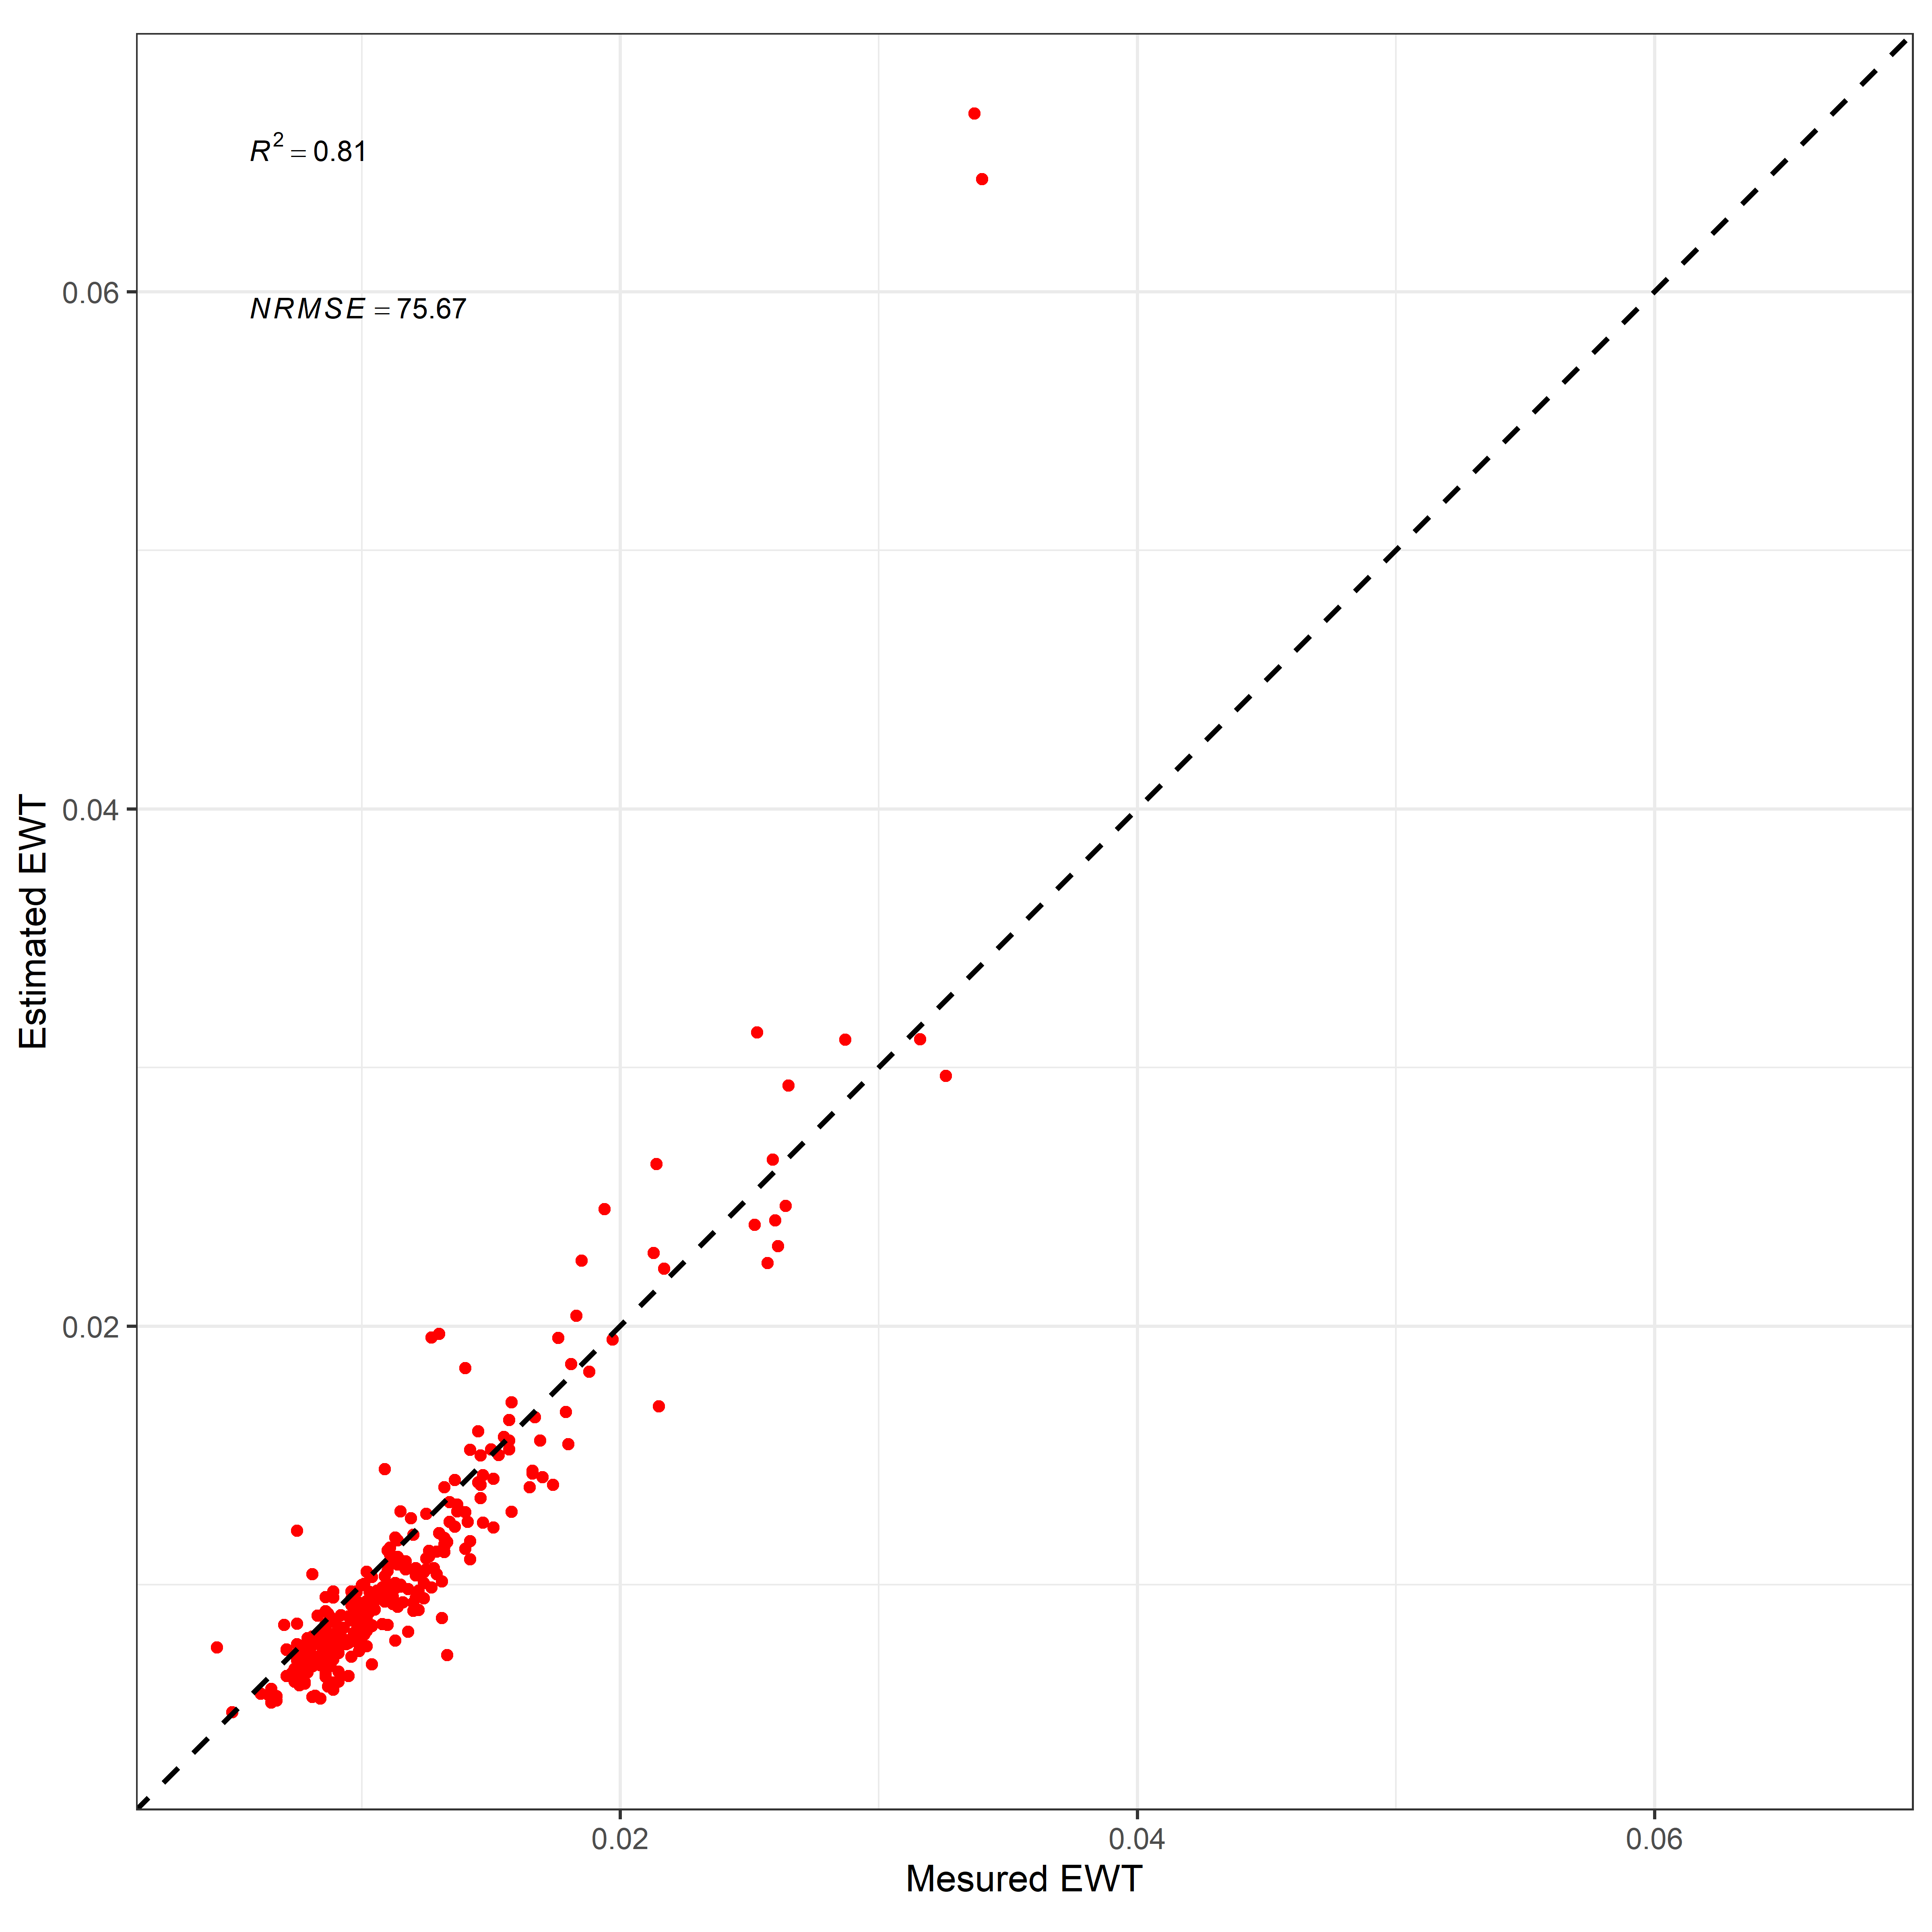 R² = 0.81
NRMSE = 75.67
Estimated EWT
0.06
0.04
0.02
0.02 0.04 0.06
Mesured EWT